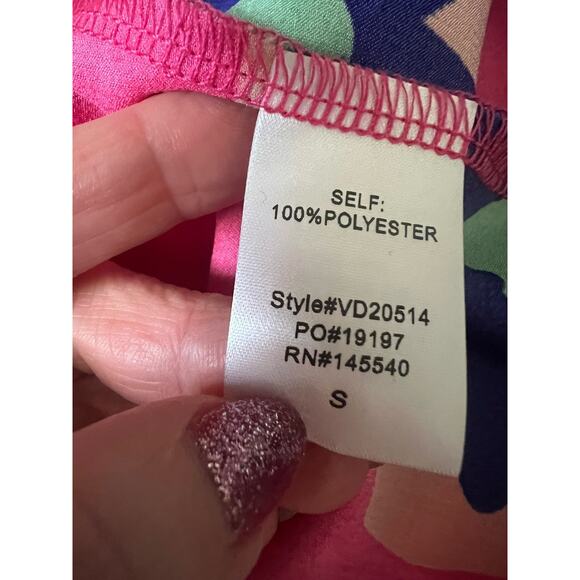 SELF:
100%POLYESTER
Style#VD20514
PO#19197
RN#145540
S